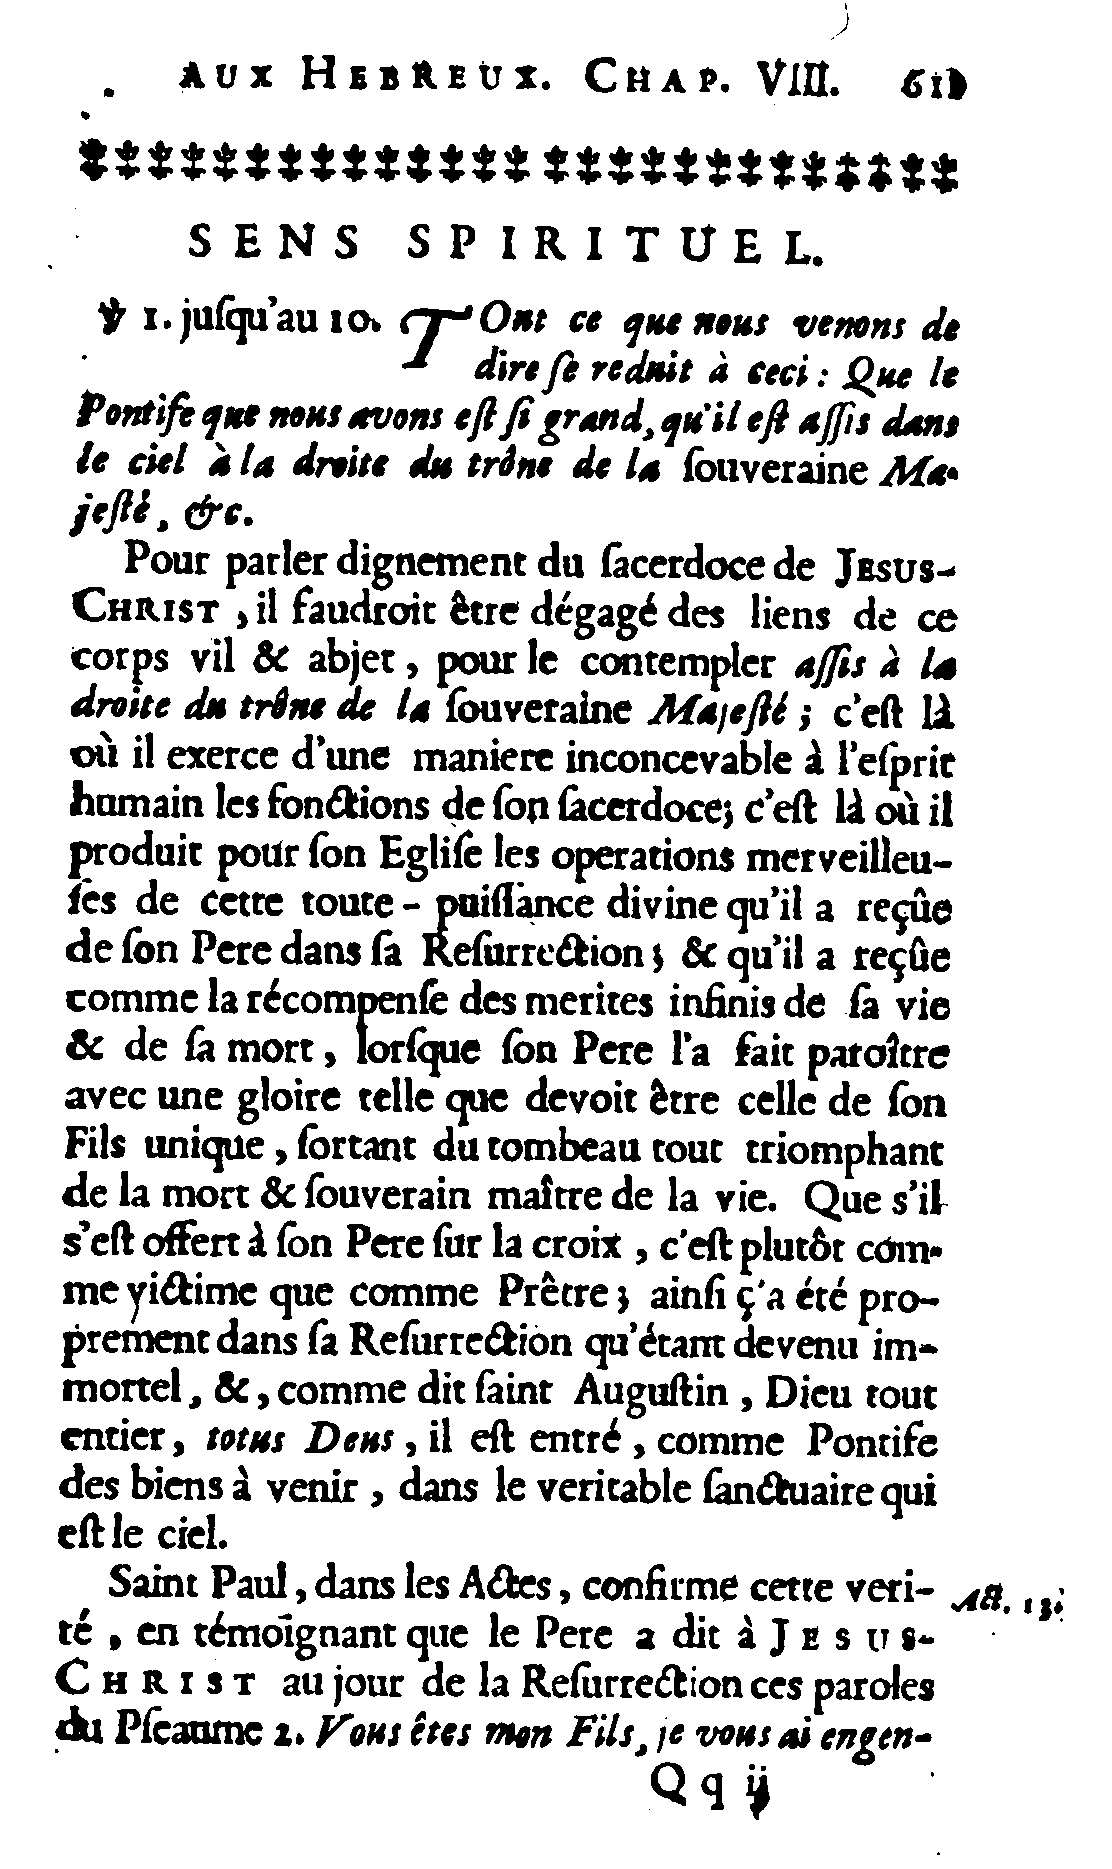 AUX HEBREUX. CHAP. VIII. 611
SENS SPIRITUEL.
℣ 1. juſqu'au 10. TOut ce que nous venons de
dire ſe reduit à ceci: Que le
Pontife que nous avons eſt ſi grand, qu'il eſt aſſis dans
le ciel à la droite du trône de la ſouveraine Ma-
jeſté, &c.
Pour parler dignement du ſacerdoce de JESUS-
CHRIST, il faudroit être dégagé des liens de ce
corps vil & abjet, pour le contempler aſſis à la
droite du trône de la ſouveraine Majeſté; c'eſt là
où il exerce d'une maniere inconcevable à l'eſprit
humain les fonctions de ſon ſacerdoce; c'eſt là où il
produit pour ſon Egliſe les operations merveilleu-
ſes de cette toute-puiſſance divine qu'il a reçûe
de ſon Pere dans ſa Reſurrection; & qu'il a reçûe
comme la récompenſe des merites infinis de ſa vie
& de ſa mort, lorſque ſon Pere l'a fait paroître
avec une gloire telle que devoit être celle de ſon
Fils unique, ſortant du tombeau tout triomphant
de la mort & ſouverain maître de la vie. Que s'il
s'eſt offert à ſon Pere ſur la croix, c'eſt plutôt com-
me victime que comme Prêtre; ainſi ç'a été pro-
prement dans ſa Reſurrection qu'étant devenu im-
mortel, &, comme dit ſaint Auguſtin, Dieu tout
entier, totus Deus, il eſt entré, comme Pontife
des biens à venir, dans le veritable ſanctuaire qui
eſt le ciel.
Saint Paul, dans les Actes, confirme cette veri-
Act. 13.
té, en témoignant que le Pere a dit à JESUS-
CHRIST au jour de la Reſurrection ces paroles
du Pſeaume 2. Vous êtes mon Fils, je vous ai engen-
Qq ij